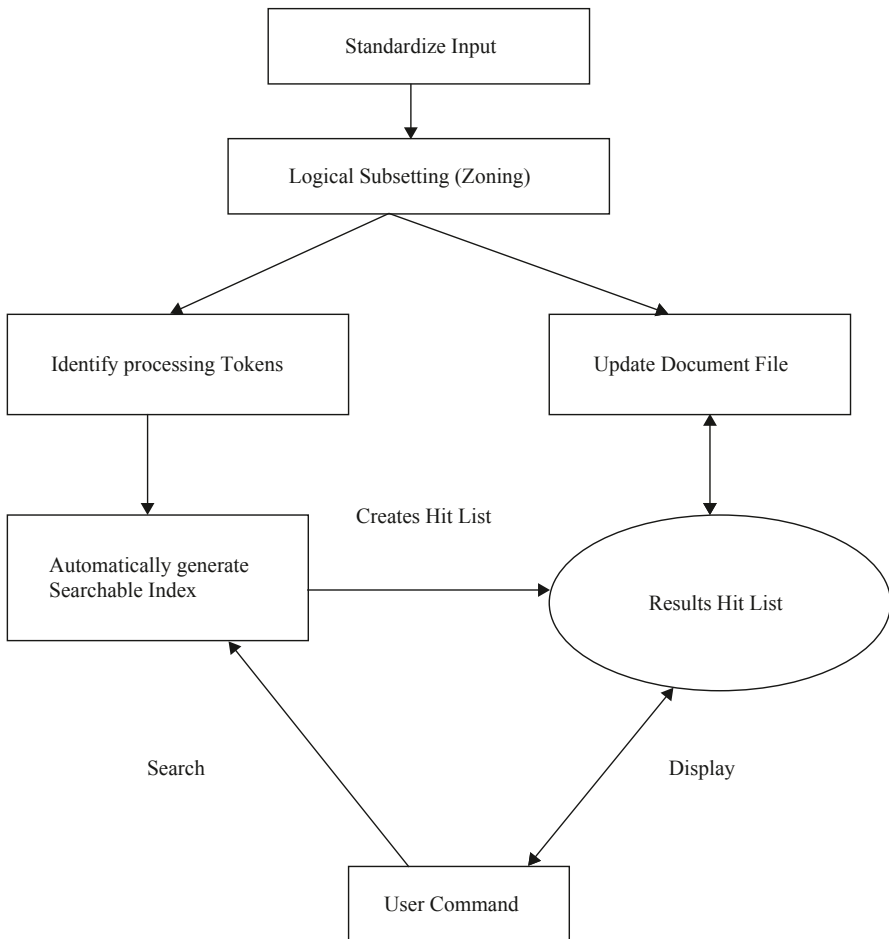 Standardize Input
Logical Subsetting (Zoning)
Identify processing Tokens
Update Document File
Creates Hit List
Automatically generate
Searchable Index
Results Hit List
Search
Display
User Command